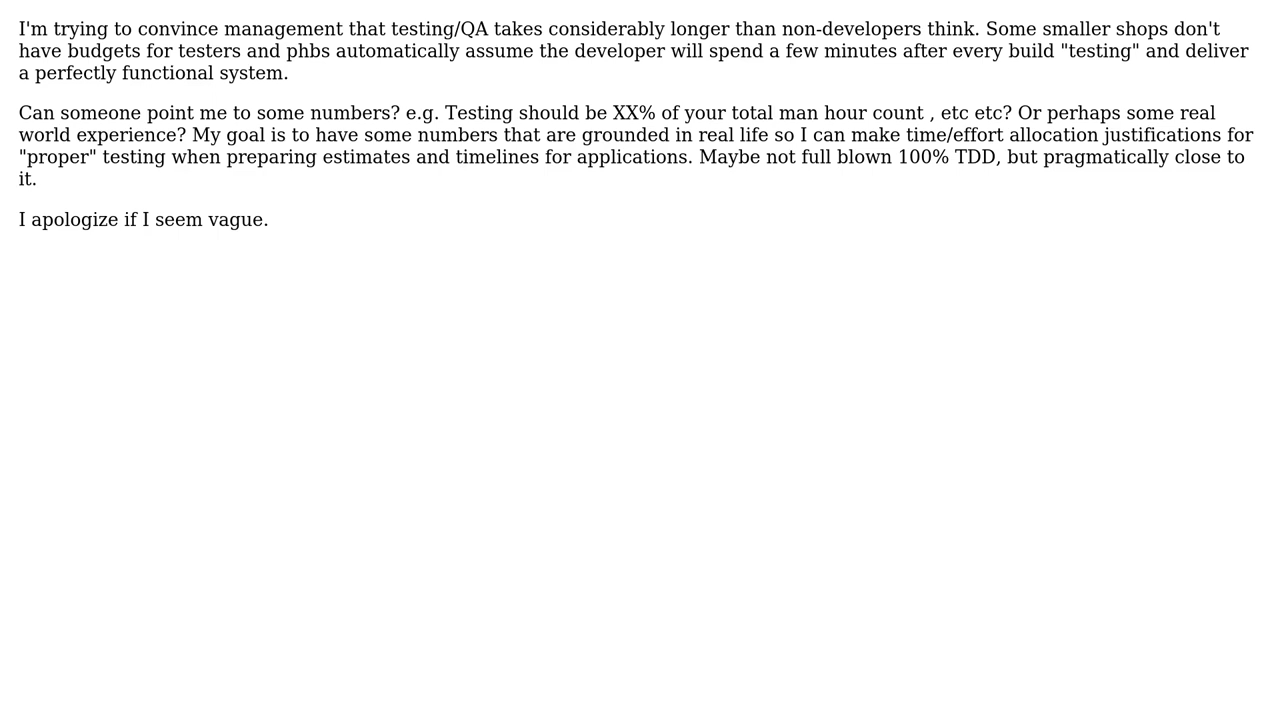 I'm trying to convince management that testing/QA takes considerably longer than non-developers think. Some smaller shops don't
have budgets for testers and phbs automatically assume the developer will spend a few minutes after every build "testing" and deliver
a perfectly functional system.
Can someone point me to some numbers? e.g. Testing should be XX% of your total man hour count , etc etc? Or perhaps some real
world experience? My goal is to have some numbers that are grounded in real life so I can make time/effort allocation justifications for
"proper" testing when preparing estimates and timelines for applications. Maybe not full blown 100% TDD, but pragmatically close to
it.
I apologize if I seem vague.